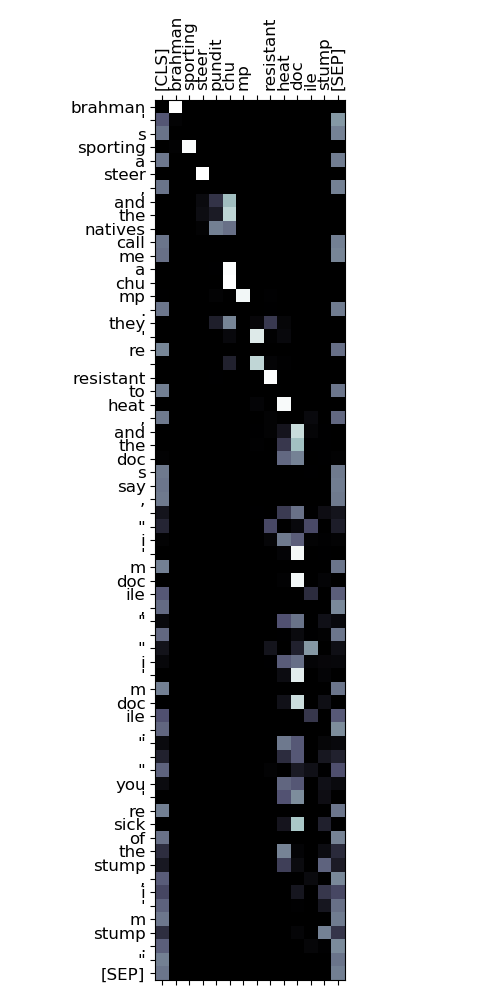 [CLS]
brahman
sporting
steer
pundit
chu
mp
resistant
heat
doc
ile
stump
[SEP]
brahman
'
s
sporting
a
steer
,
and
the
natives
call
me
a
chu
mp
.
they
'
re
resistant
to
heat
,
and
the
doc
s
say
,
"
i
'
m
doc
ile
,
"
"
i
'
m
doc
ile
.
"
"
you
'
re
sick
of
the
stump
,
i
'
m
stump
.
"
[SEP]